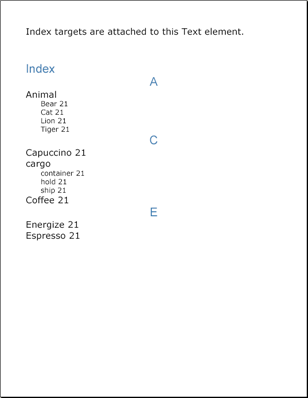 Index targets are attached to this Text element.
Index
A
Animal
Bear 21
Cat 21
Lion 21
Tiger 21
C
Capuccino 21
cargo
container 21
hold 21
ship 21
Coffee 21
E
Energize 21
Espresso 21